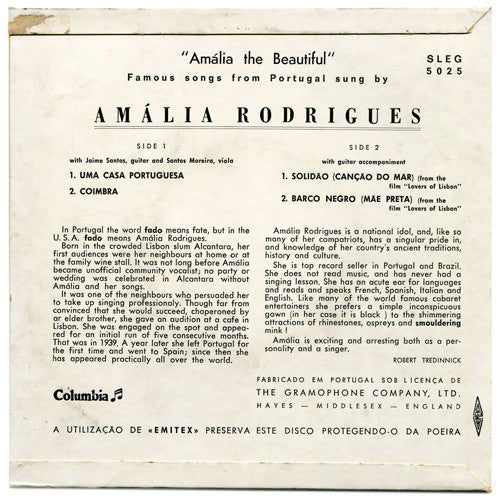 "Amália the Beautiful"
SLEG
5025
Famous songs from Portugal sung by
AMÁLIA RODRIGUES
SIDE 1
with Jaime Santos, guitar and Santos Moreira, viola
1. UMA CASA PORTUGUESA
2. COIMBRA
SIDE 2
with guitar accompaniment
1. SOLIDÃO (CANÇÃO DO MAR) (from the
film "Lovers of Lisbon)
2. BARCO NEGRO (MÃE PRETA) (from the
film «Lovers of Lisbon»
In Portugal the word fado means fate, but in the
U. S. A. fado means Amália Rodrigues.
Born in the crowded Lisbon slum Alcantara, her
first audiences were her neighbours at home or at
the family wine stall. It was not long before Amália
became unofficial community vocalist; no party or
wedding was celebrated in Alcantara without
Amália and her songs.
It was one of the neighbours who persuaded her
to take up singing professionally. Though far from
convinced that she would succeed, chaperoned by
an elder brother, she gave an audition at a cafe in
Lisbon. She was engaged on the spot and appea-
red for an initial run of five consecutive months.
That was in 1939. A year later she left Portugal for
the first time and went to Spain; since then she
has appeared practically all over the world.
Amália Rodrigues is a national idol, and, like so
many of her compatriots, has a singular pride in,
and knowledge of her country's ancient traditions,
history and culture.
She is top record seller in Portugal and Brazil.
She does not read music, and has never had a
singing lesson. She has an acute ear for languages
and reads and speaks French, Spanish, Italian and
English. Like many of the world famous cabaret
entertainers she prefers a simple inconspicuous
gown (in her case it is black ) to the shimmering
attractions of rhinestones, ospreys and smouldering
mink !
Amália is exciting and arresting both as a per-
sonality and a singer.
ROBERT TREDINNICK
Columbia
FABRICADO EM PORTUGAL SOB LICENÇA DE
THE GRAMOPHONE COMPANY, LTD.
HAYES — MIDDLESEX — ENGLAND
A UTILIZAÇÃO DE «EMITEX» PRESERVA ESTE DISCO PROTEGENDO-O DA POEIRA